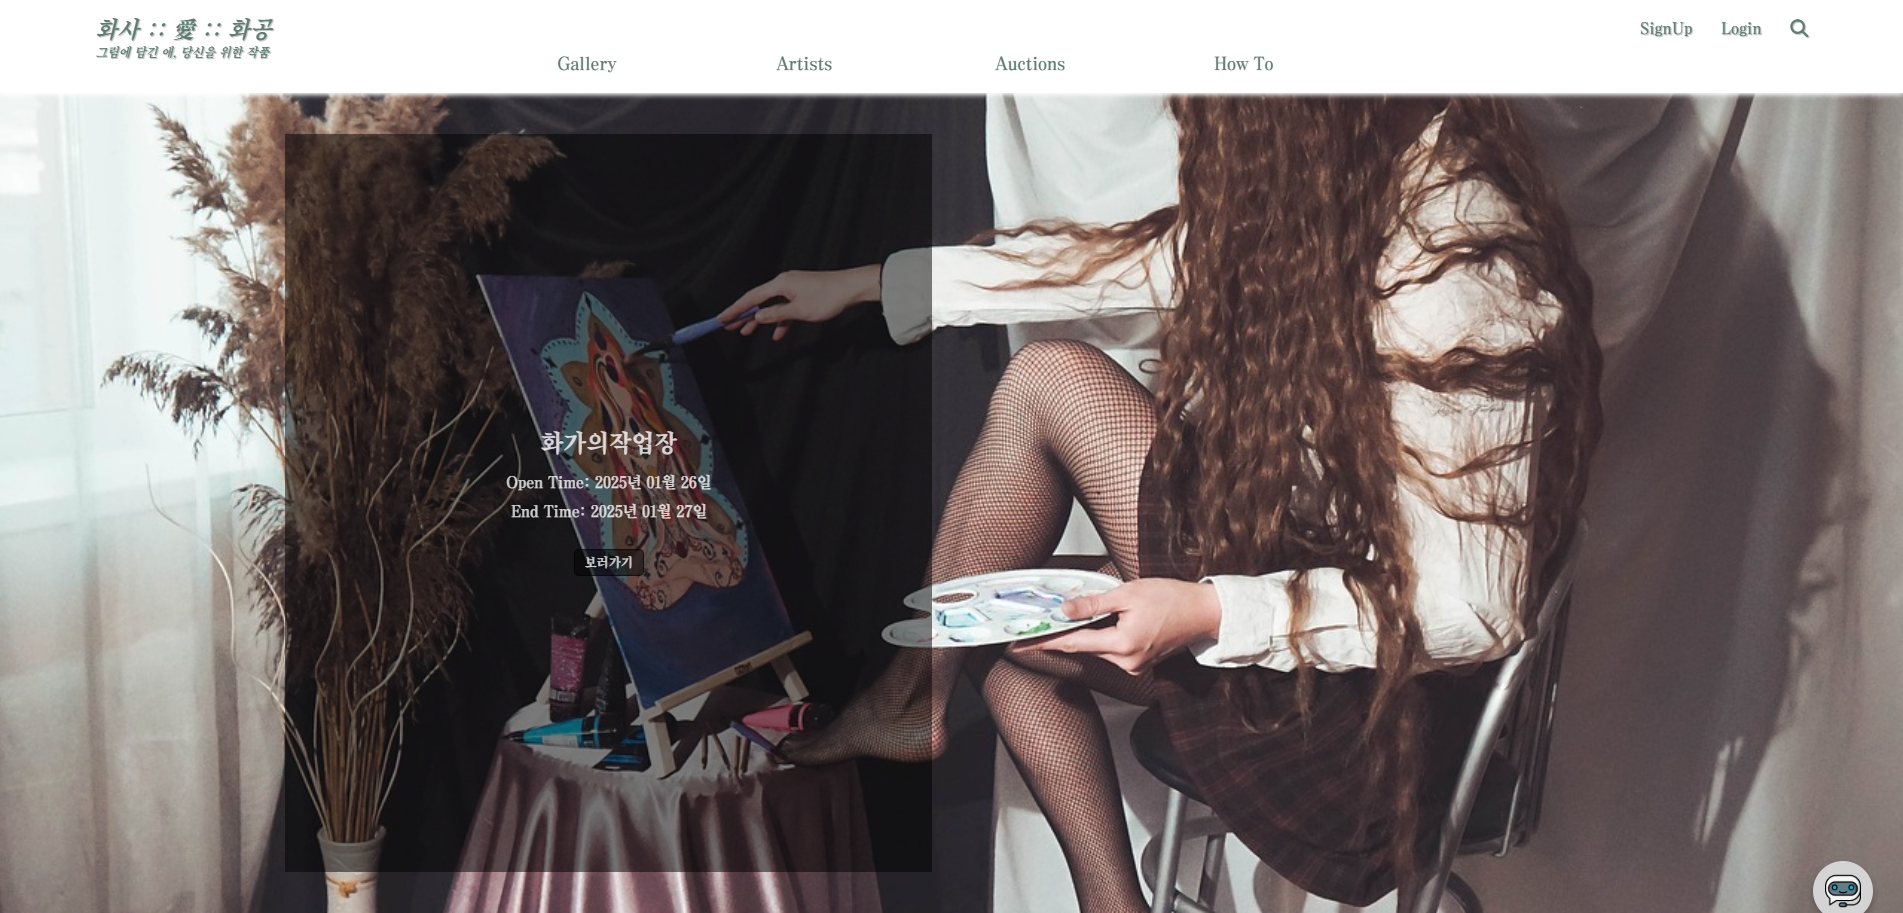 화사 :: 愛 :: 화공
그림에 담긴 애, 당신을 위한 작품
SignUp Login
Gallery Artists Auctions How To
화가의작업장
Open Time: 2025년 01월 26일
End Time: 2025년 01월 27일
보러가기